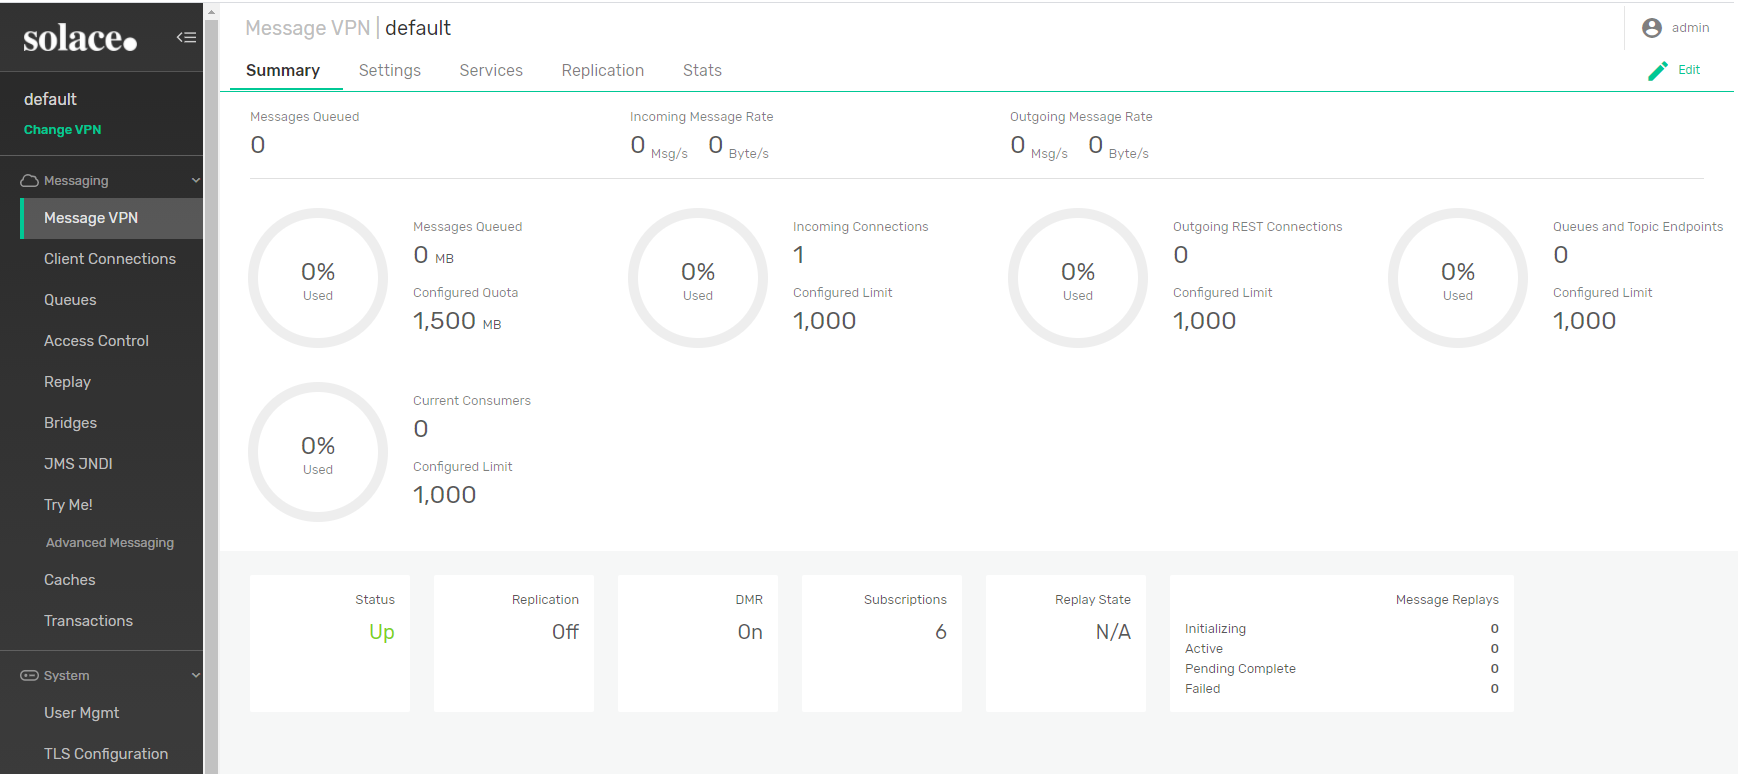 solace.
default
Change VPN
Messaging
Message VPN
Client Connections
Queues
Access Control
Replay
Bridges
JMS JNDI
Try Me!
Advanced Messaging
Caches
Transactions
System
User Mgmt
TLS Configuration
Message VPN | default
admin
Summary Settings Services Replication Stats
Edit
Messages Queued
0
Incoming Message Rate
0 Msg/s 0 Byte/s
Outgoing Message Rate
0 Msg/s 0 Byte/s
0%
Used
Messages Queued
0 MB
Configured Quota
1,500 MB
0%
Used
Incoming Connections
1
Configured Limit
1,000
0%
Used
Outgoing REST Connections
0
Configured Limit
1,000
0%
Used
Queues and Topic Endpoints
0
Configured Limit
1,000
0%
Used
Current Consumers
0
Configured Limit
1,000
Status
Up
Replication
Off
DMR
On
Subscriptions
6
Replay State
N/A
Message Replays
Initializing 0
Active 0
Pending Complete 0
Failed 0